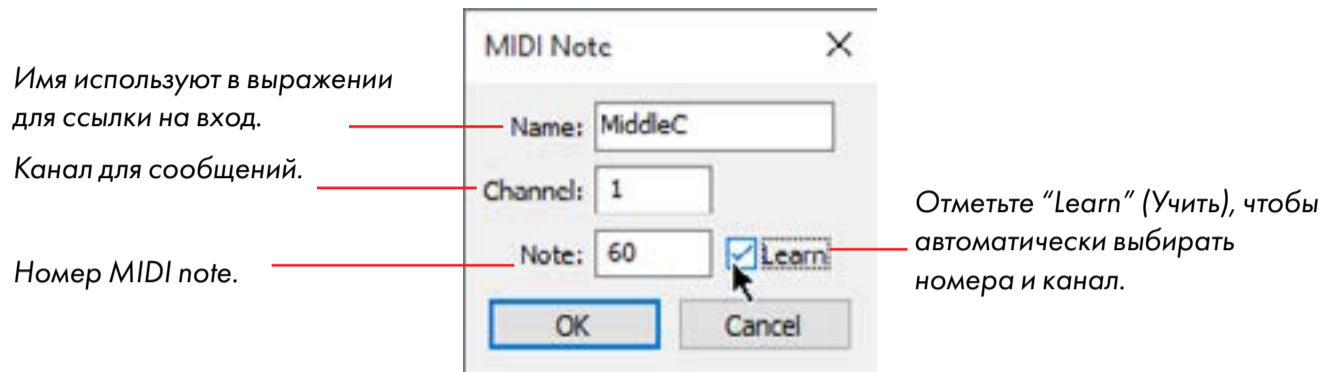 Имя используют в выражении
для ссылки на вход.
Канал для сообщений.
Номер MIDI note.
MIDI Note
Name: MiddleC
Channel: 1
Note: 60 Learn
OK Cancel
Отметьте “Learn” (Учить), чтобы
автоматически выбирать
номера и канал.